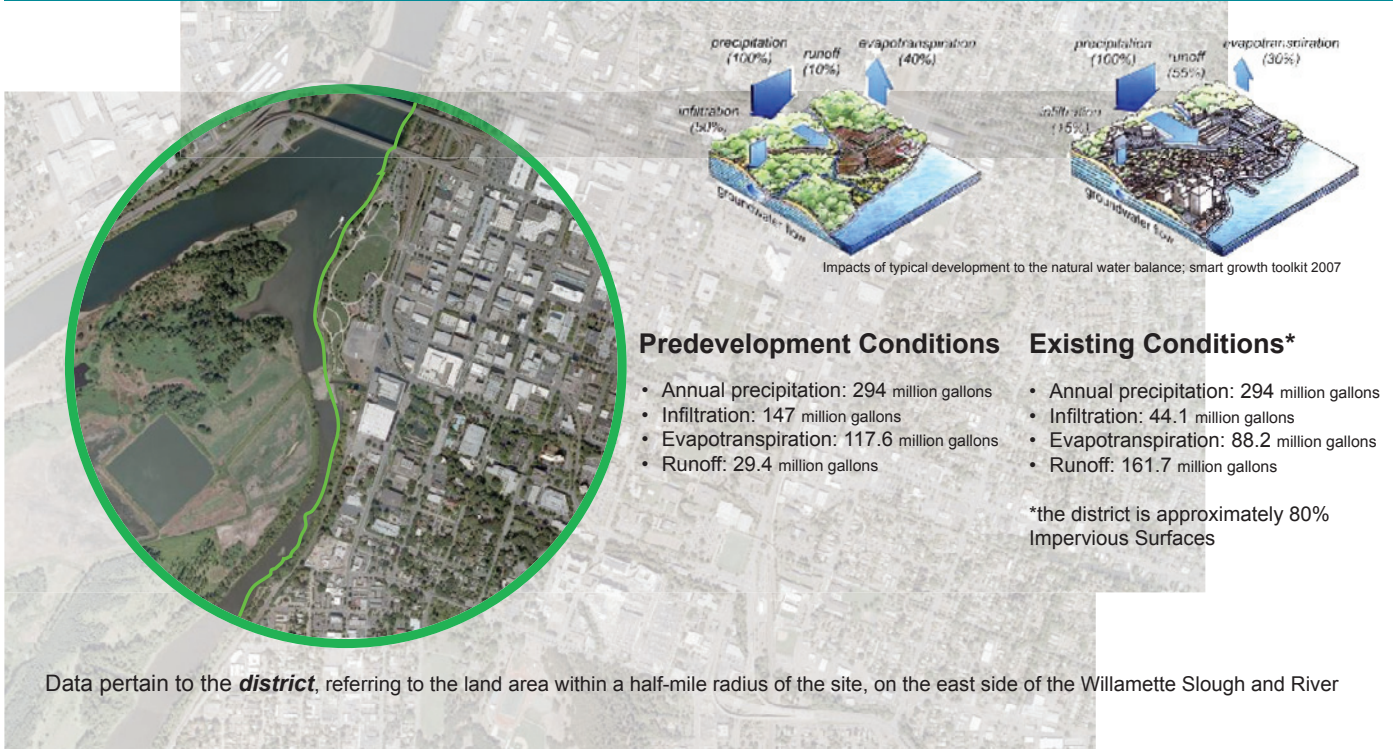 precipitation
(100%)
runoff
(10%)
evapotranspiration
(40%)
infiltration
(50%)
groundwater flow
precipitation
(100%)
runoff
(55%)
evapotranspiration
(30%)
infiltration
(15%)
groundwater flow
Impacts of typical development to the natural water balance; smart growth toolkit 2007
Predevelopment Conditions
• Annual precipitation: 294 million gallons
• Infiltration: 147 million gallons
• Evapotranspiration: 117.6 million gallons
• Runoff: 29.4 million gallons
Existing Conditions*
• Annual precipitation: 294 million gallons
• Infiltration: 44.1 million gallons
• Evapotranspiration: 88.2 million gallons
• Runoff: 161.7 million gallons
*the district is approximately 80%
Impervious Surfaces
Data pertain to the district, referring to the land area within a half-mile radius of the site, on the east side of the Willamette Slough and River